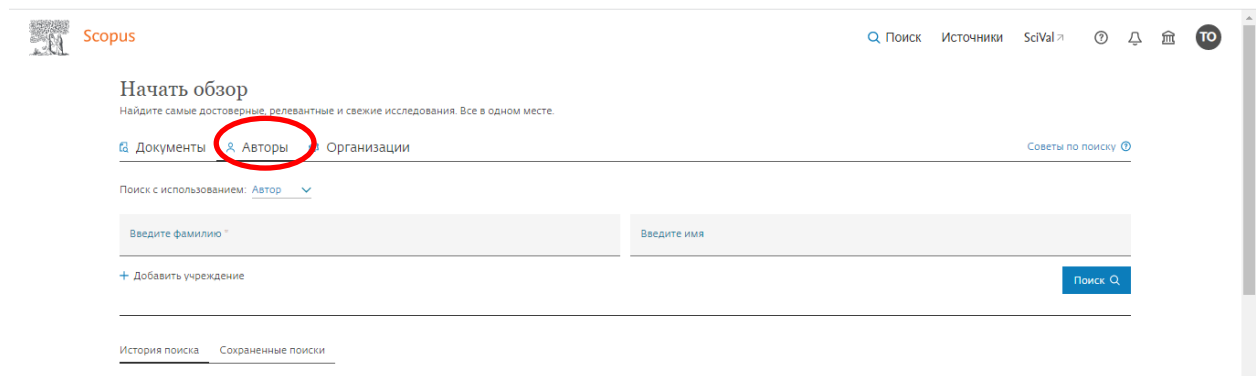 Scopus
Поиск Источники SciVal TO
Начать обзор
Найдите самые достоверные, релевантные и свежие исследования. Все в одном месте.
Документы Авторы Организации Советы по поиску
Поиск с использованием: Автор
Введите фамилию * Введите имя
+ Добавить учреждение Поиск
История поиска Сохраненные поиски